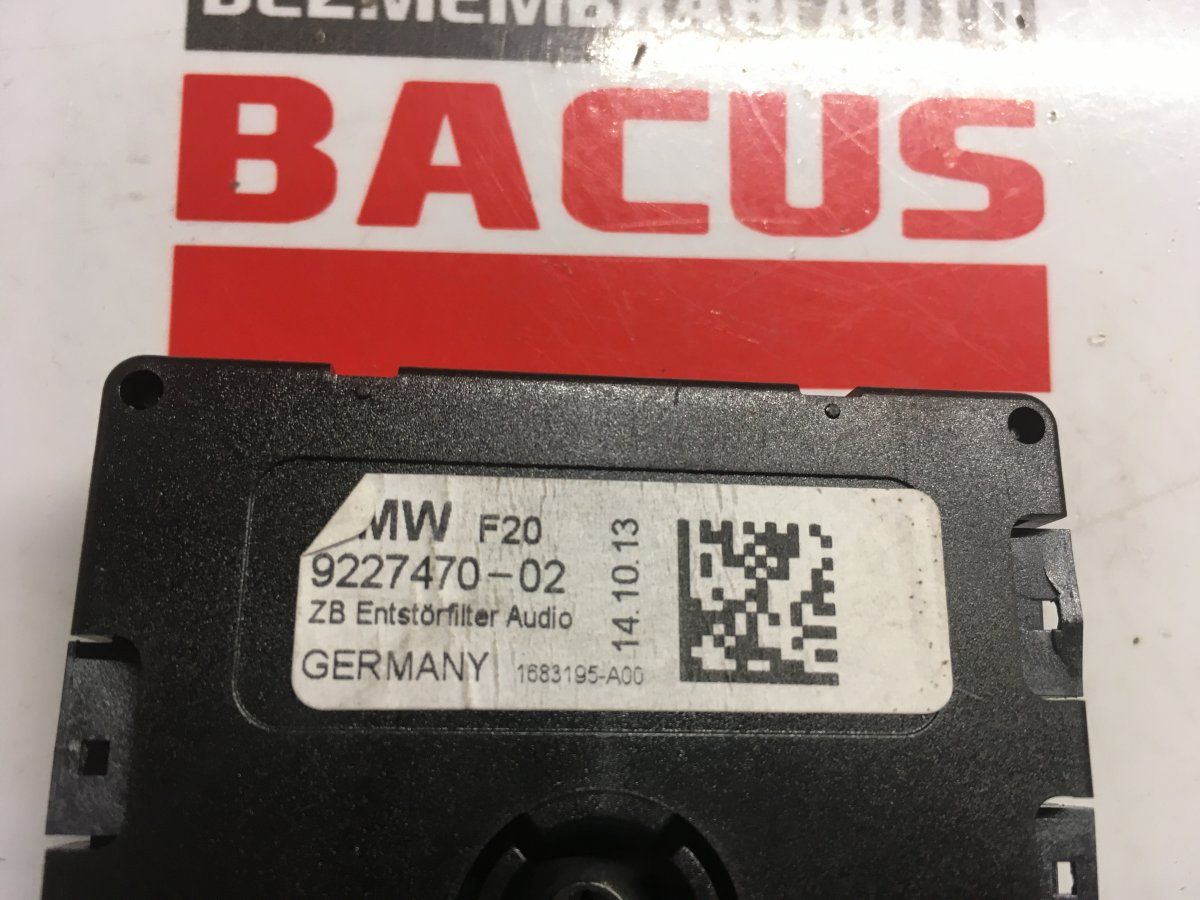 BACUS
MW F20
9227470-02
ZB Entstörfilter Audio
GERMANY 1683195-A00
14.10.13